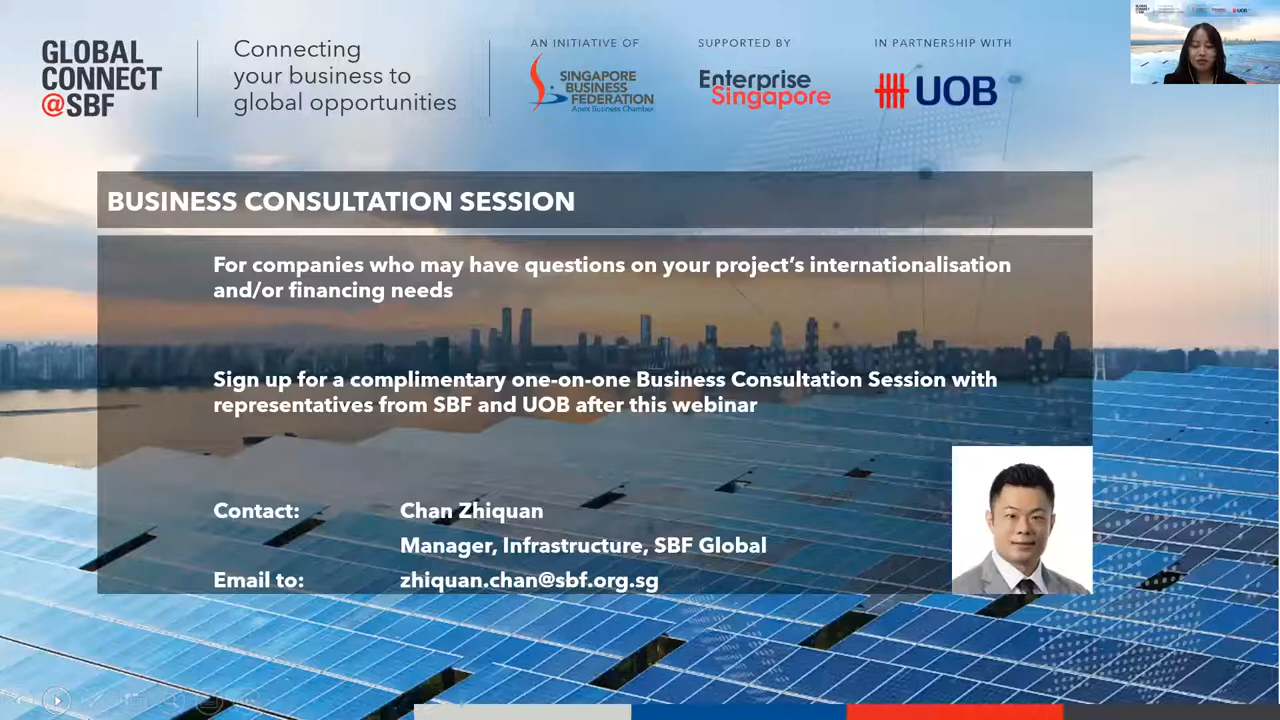 GLOBAL
CONNECT
@SBF
Connecting
your business to
global opportunities
AN INITIATIVE OF
SINGAPORE
BUSINESS
FEDERATION
Apex Business Chamber
SUPPORTED BY
Enterprise
Singapore
IN PARTNERSHIP WITH
UOB
BUSINESS CONSULTATION SESSION
For companies who may have questions on your project's internationalisation
and/or financing needs
Sign up for a complimentary one-on-one Business Consultation Session with
representatives from SBF and UOB after this webinar
Contact: Chan Zhiquan
Manager, Infrastructure, SBF Global
Email to: zhiquan.chan@sbf.org.sg